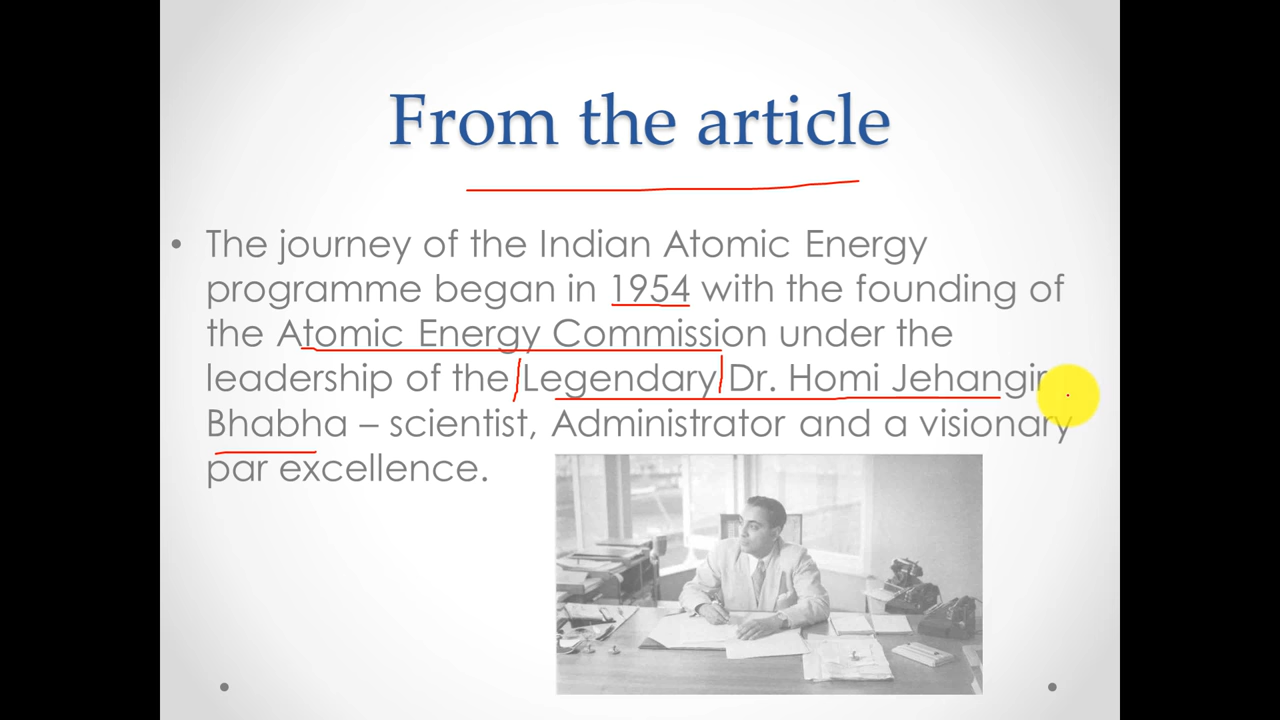 From the article
• The journey of the Indian Atomic Energy
programme began in 1954 with the founding of
the Atomic Energy Commission under the
leadership of the Legendary Dr. Homi Jehangir
Bhabha – scientist, Administrator and a visionary
par excellence.